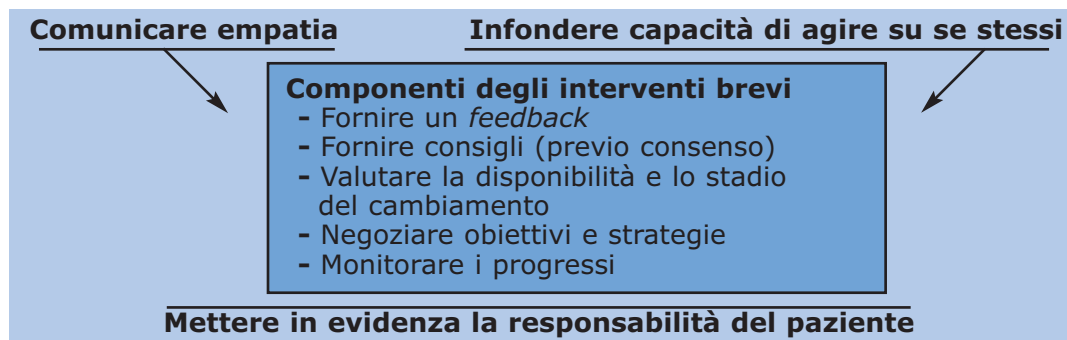 Comunicare empatia
Infondere capacità di agire su se stessi
Componenti degli interventi brevi
- Fornire un feedback
- Fornire consigli (previo consenso)
- Valutare la disponibilità e lo stadio
del cambiamento
- Negoziare obiettivi e strategie
- Monitorare i progressi
Mettere in evidenza la responsabilità del paziente